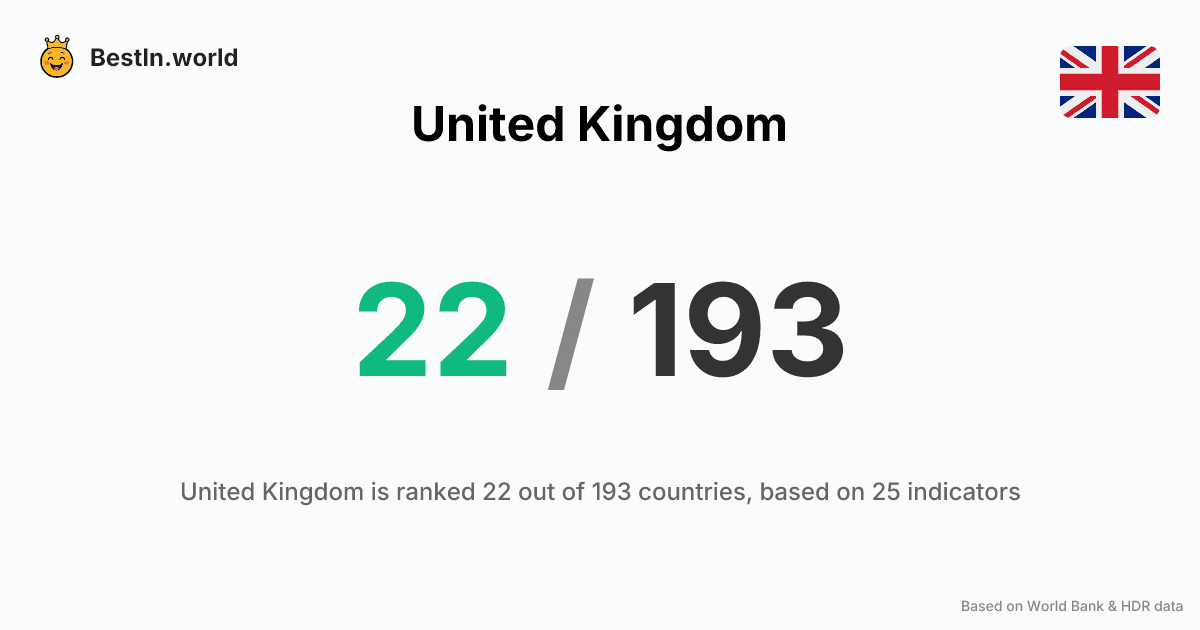 BestIn.world
United Kingdom
22 / 193
United Kingdom is ranked 22 out of 193 countries, based on 25 indicators
Based on World Bank & HDR data